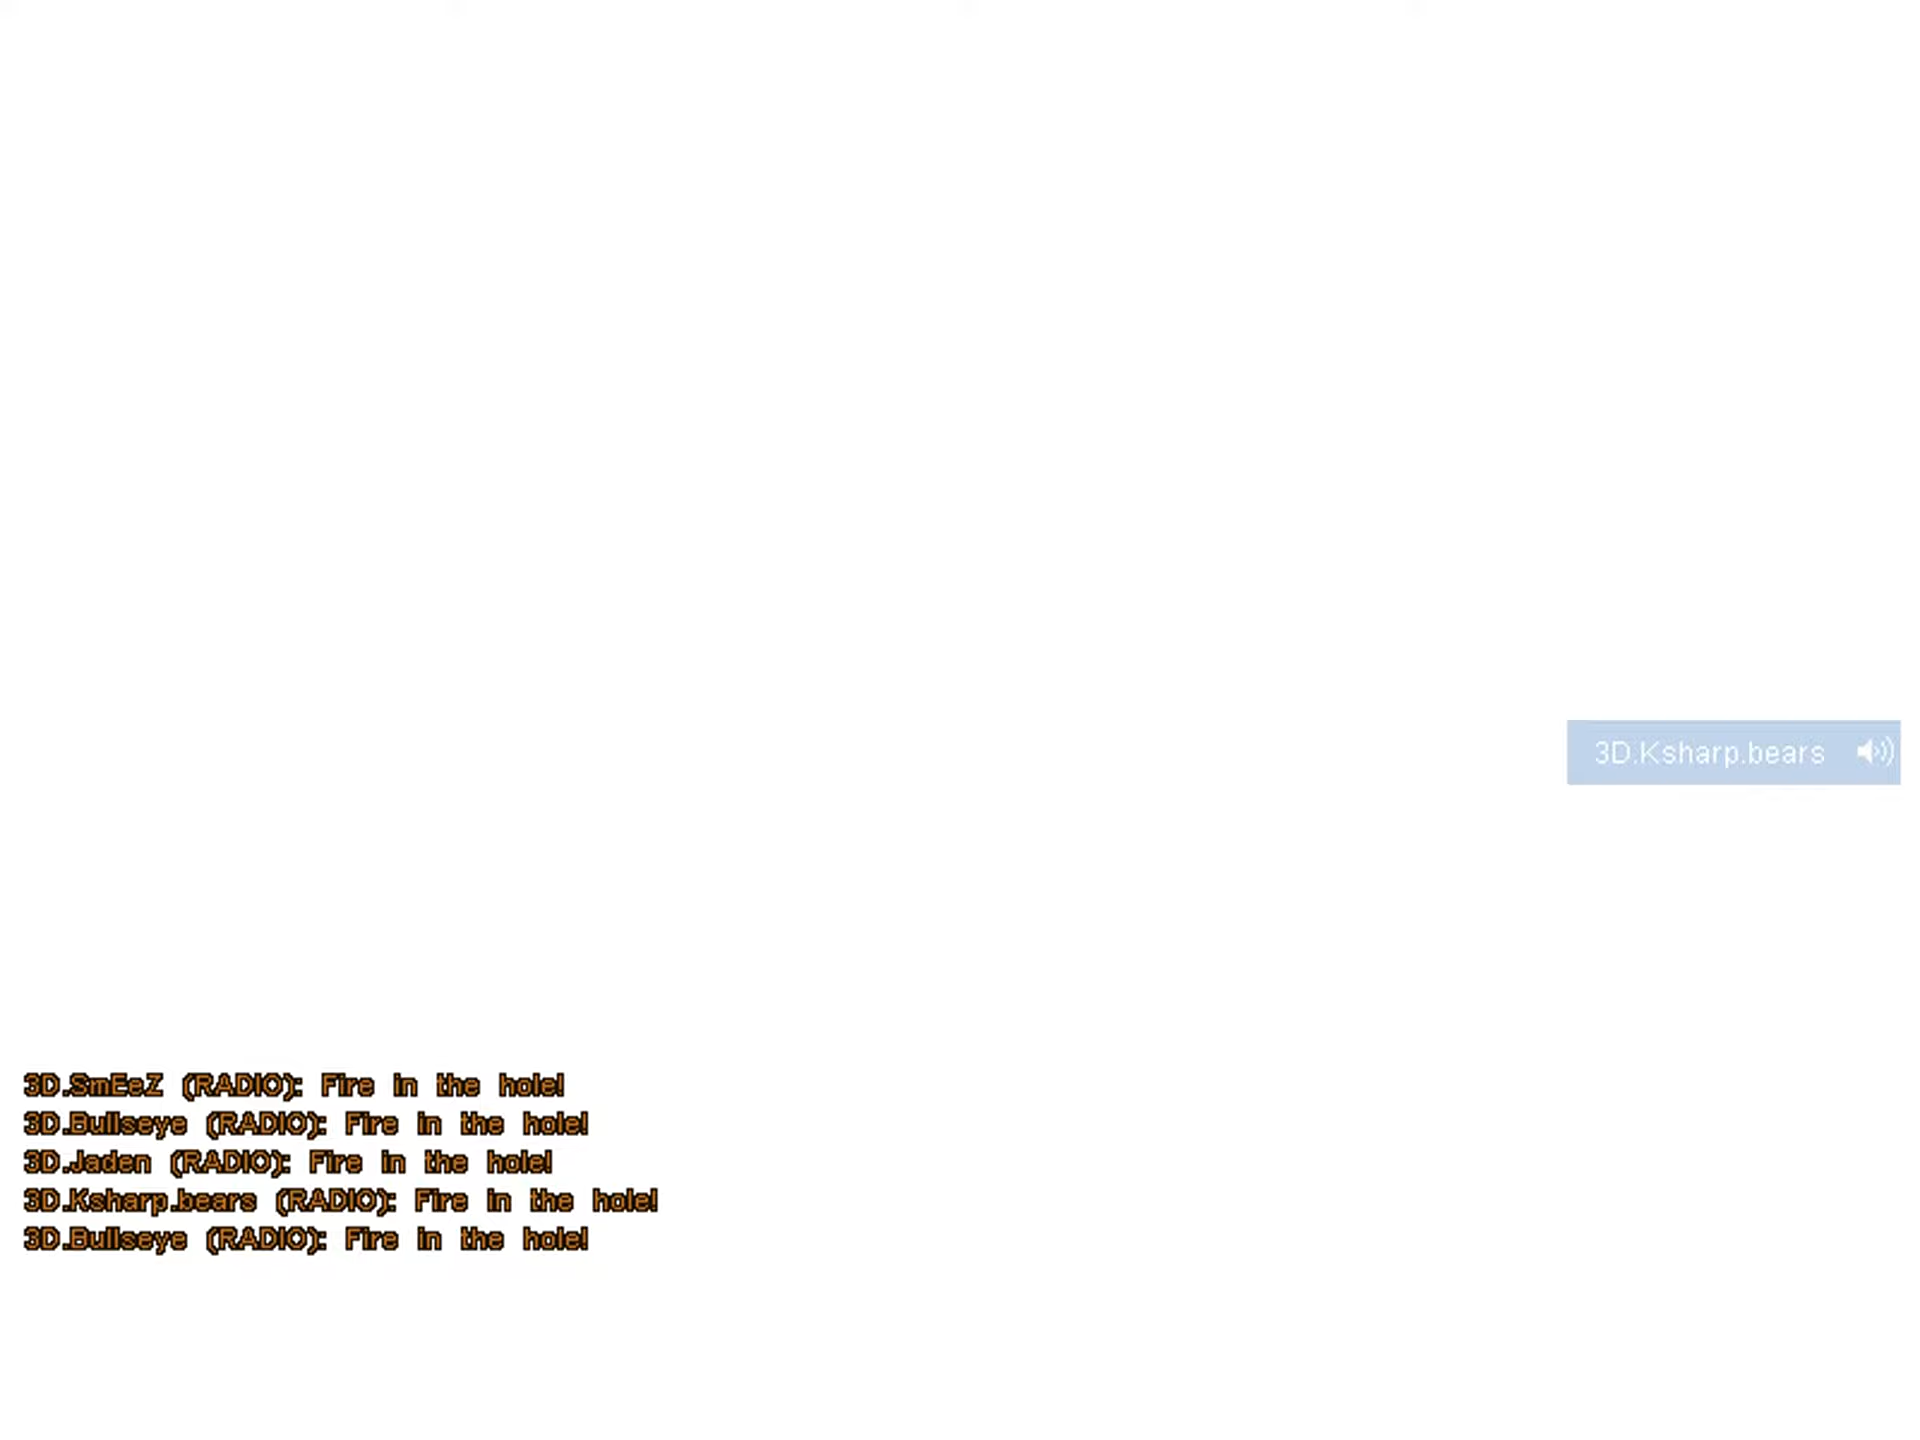 3D.Ksharp.bears
3D.SmEeZ (RADIO): Fire in the hole!
3D.Bullseye (RADIO): Fire in the hole!
3D.Jaden (RADIO): Fire in the hole!
3D.Ksharp.bears (RADIO): Fire in the hole!
3D.Bullseye (RADIO): Fire in the hole!